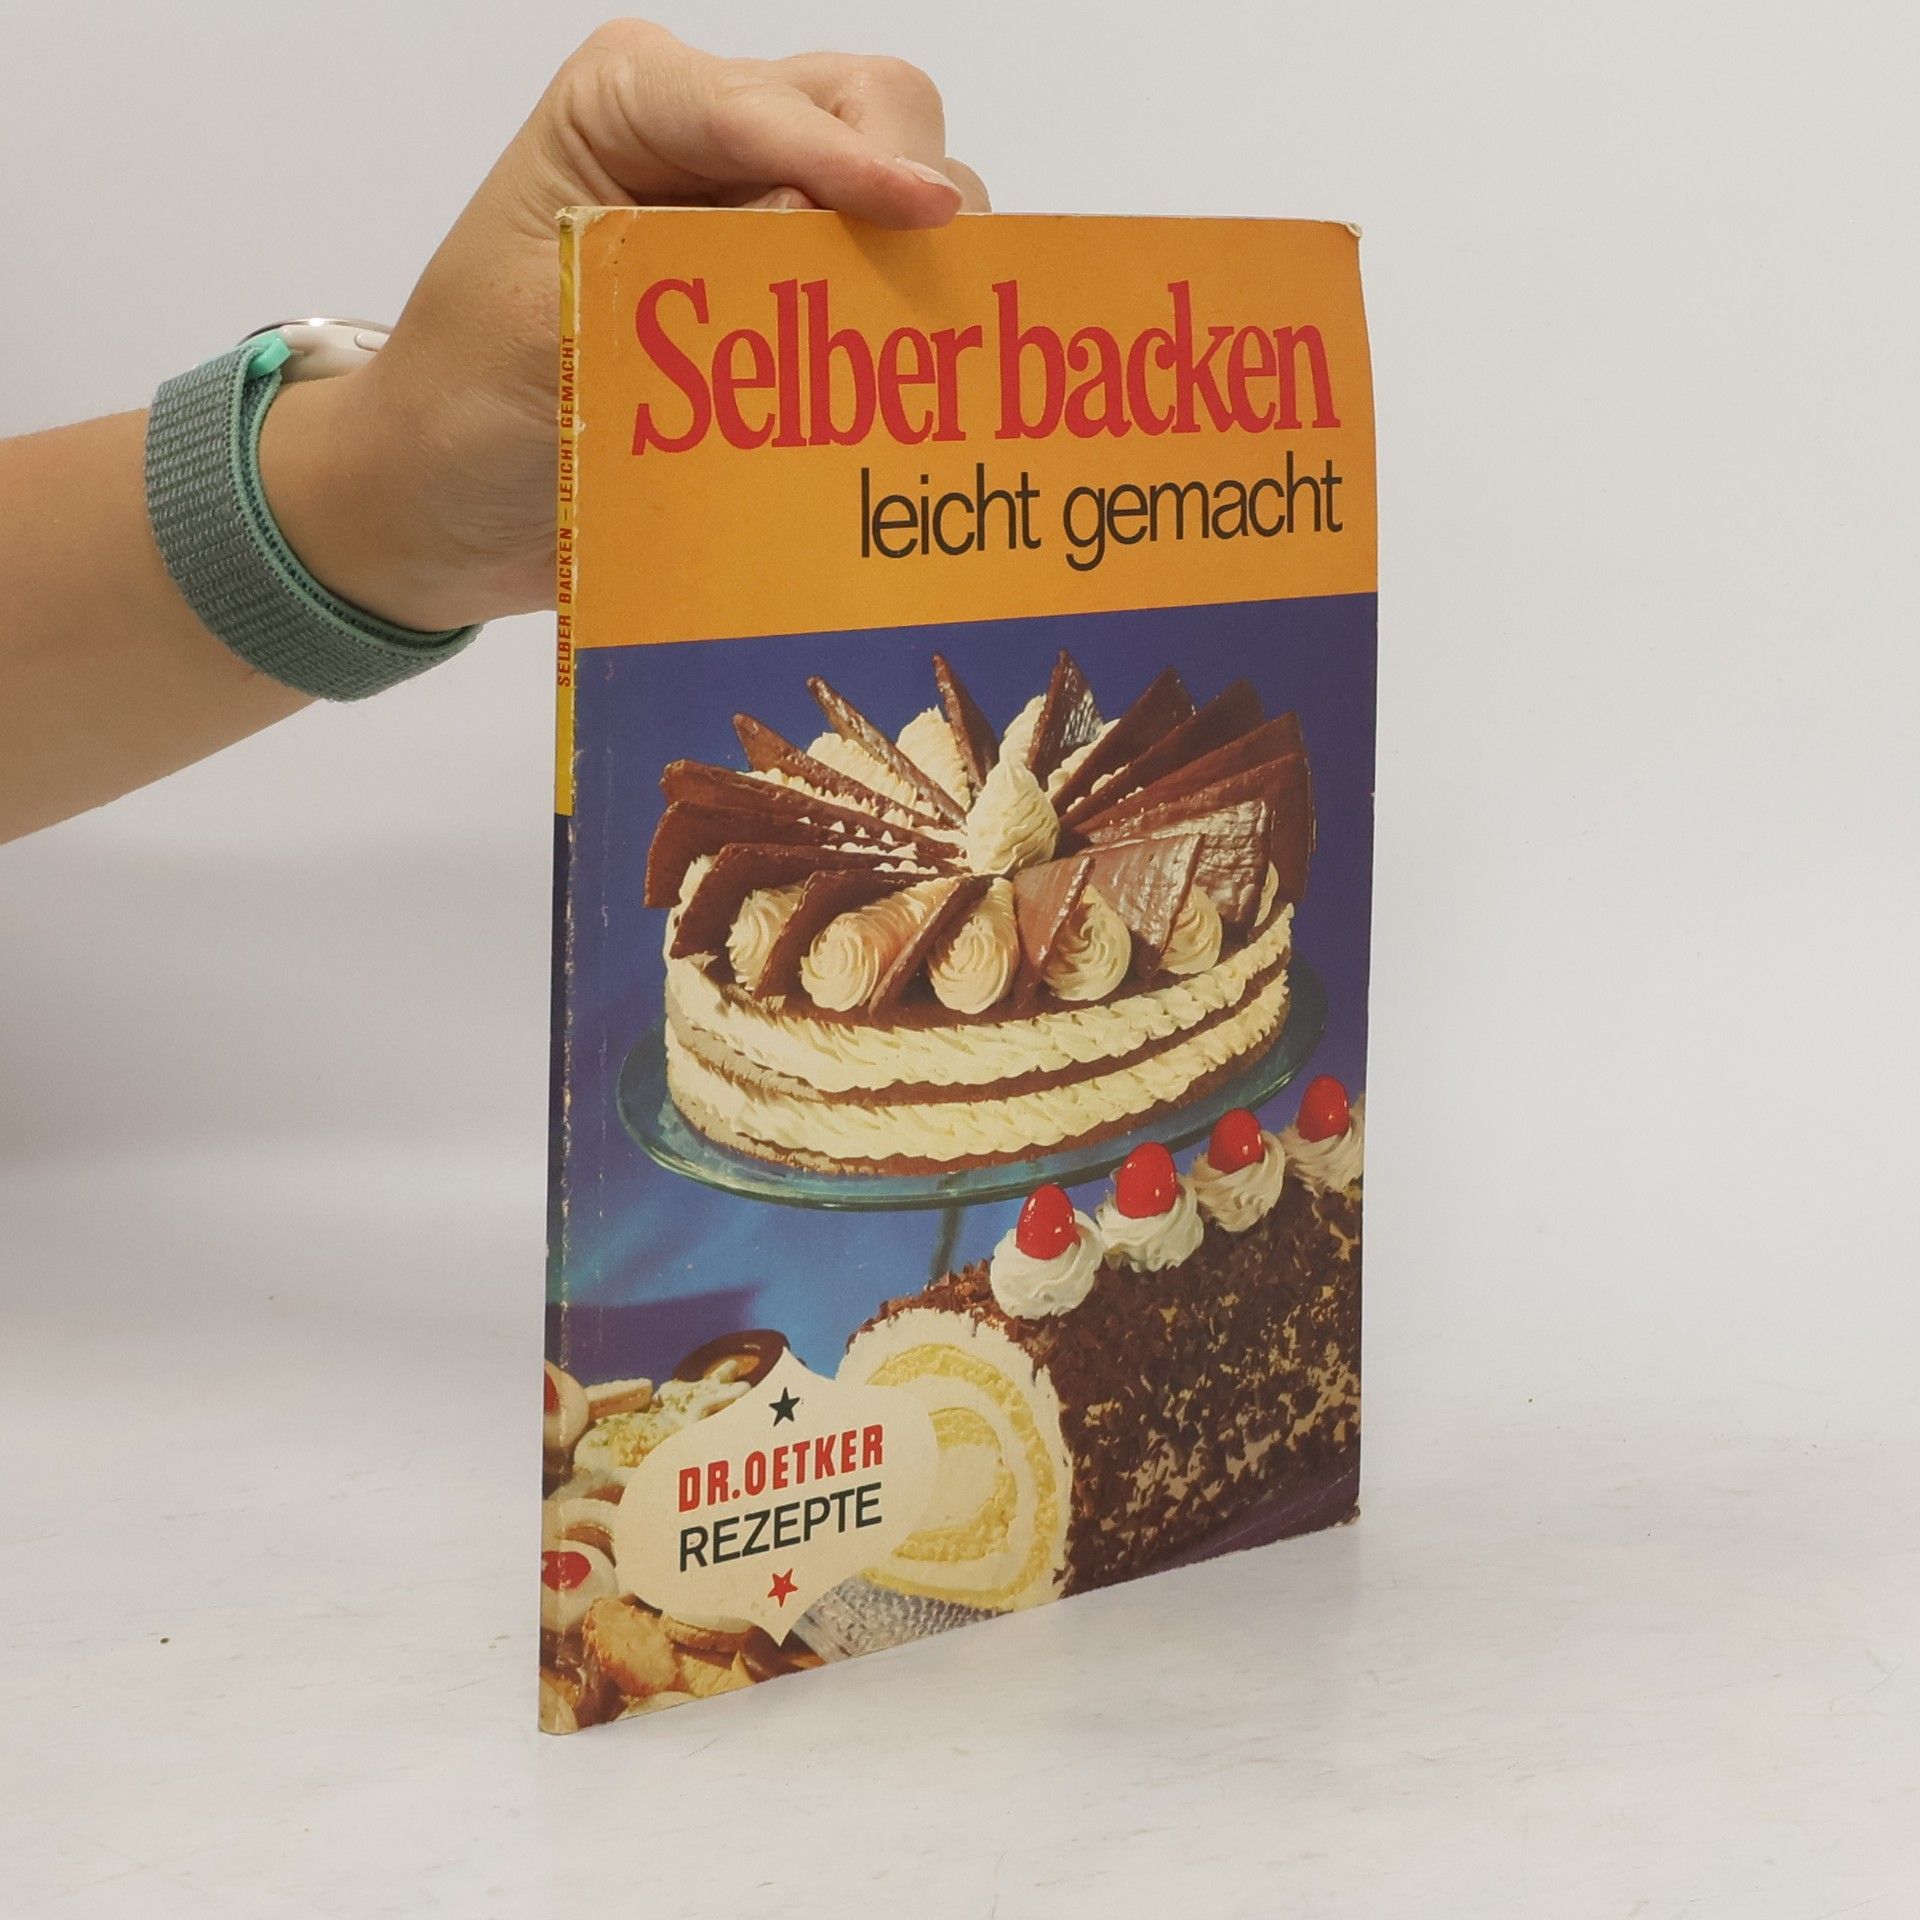 Selber backen
leicht gemacht
SELBER BACKEN – LEICHT GEMACHT
DR.OETKER
REZEPTE